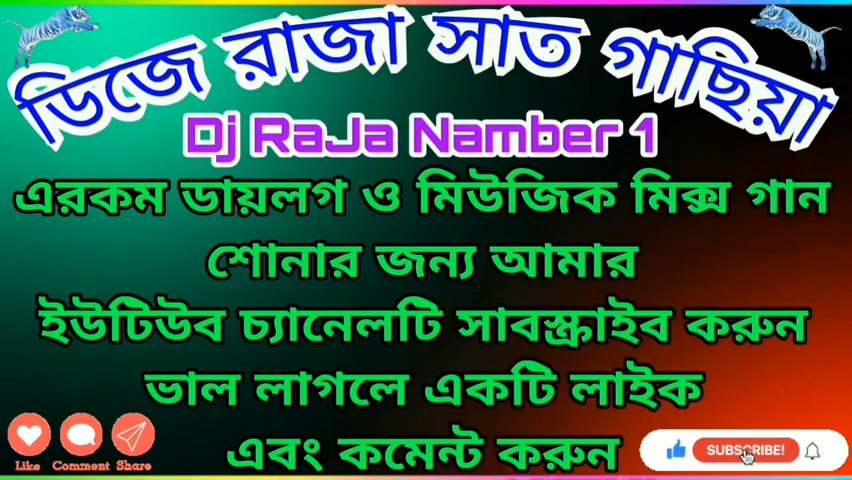 ডিজে রাজা সাত গাছিয়া
Dj RaJa Namber 1
এরকম ডায়লগ ও মিউজিক মিক্স গান
শোনার জন্য আমার
ইউটিউব চ্যানেলটি সাবস্ক্রাইব করুন
ভাল লাগলে একটি লাইক
এবং কমেন্ট করুন
Like Comment Share
SUBSCRIBE!